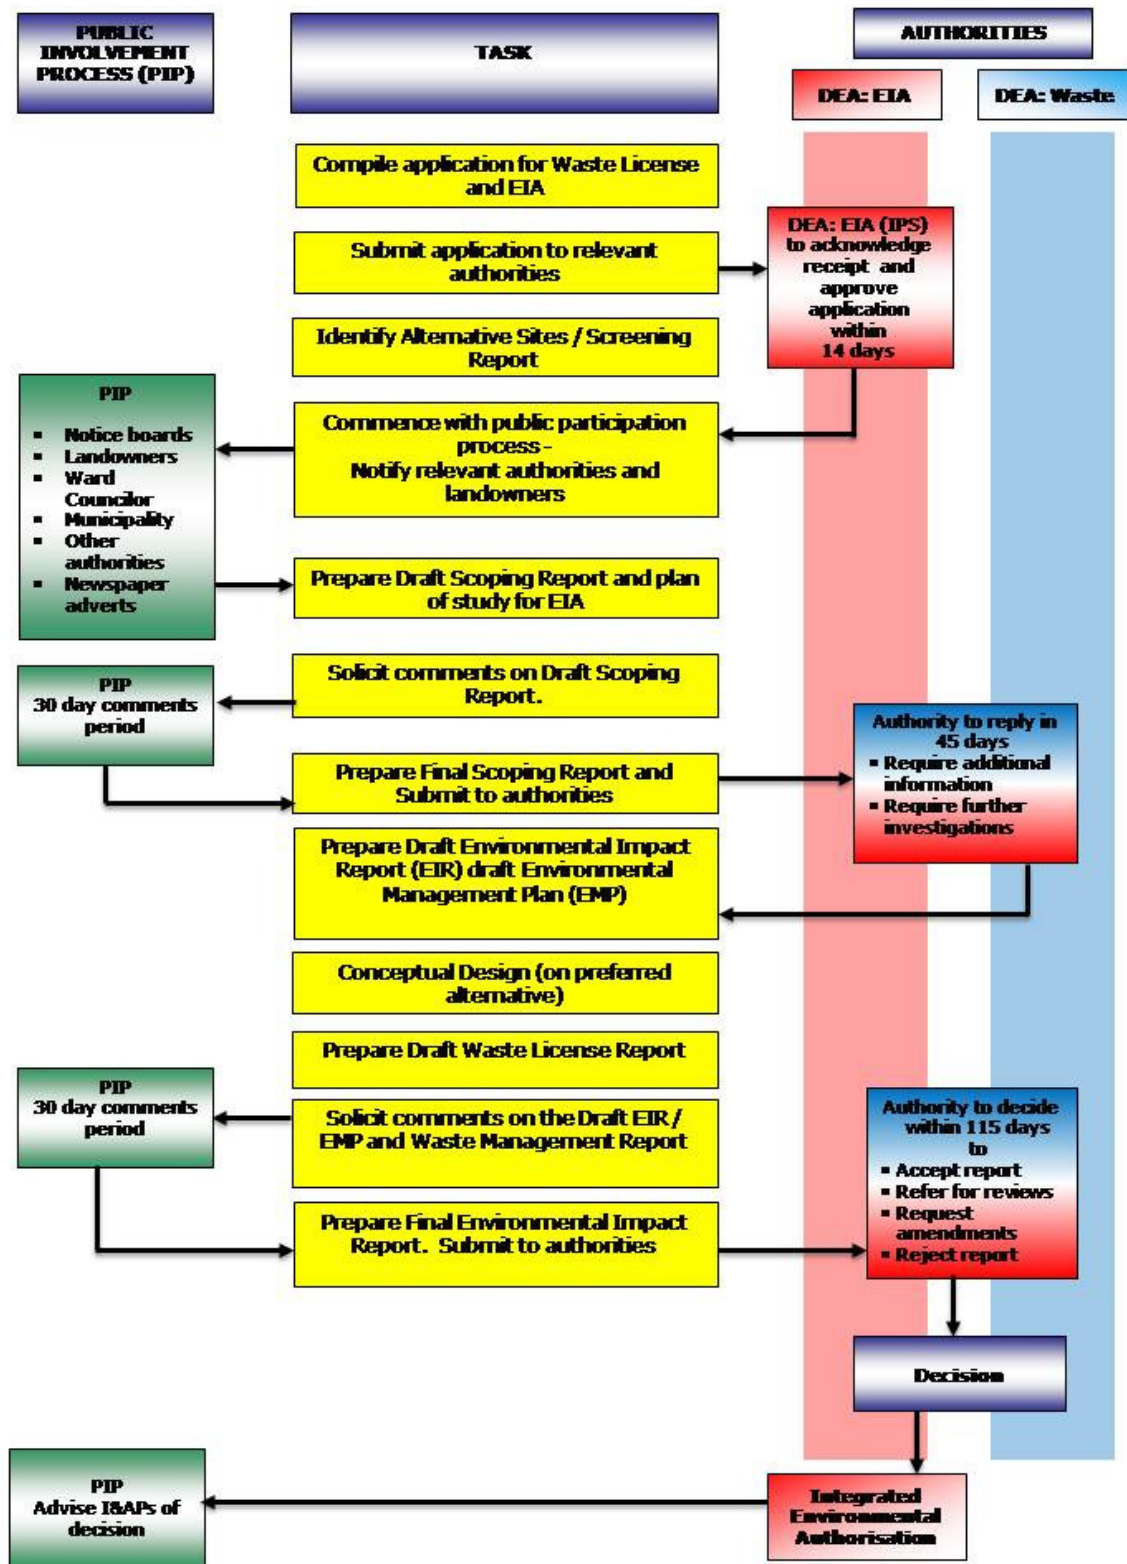 PUBLIC
INVOLVEMENT
PROCESS (PIP)
TASK
AUTHORITIES
DEA: EIA
DEA: Waste
Compile application for Waste License
and EIA
Submit application to relevant
authorities
DEA: EIA (IPS)
to acknowledge
receipt and
approve
application
within
14 days
Identify Alternative Sites / Screening
Report
PIP
▪ Notice boards
▪ Landowners
▪ Ward
Councilor
▪ Municipality
▪ Other
authorities
▪ Newspaper
adverts
Commence with public participation
process -
Notify relevant authorities and
landowners
Prepare Draft Scoping Report and plan
of study for EIA
Solicit comments on Draft Scoping
Report.
PIP
30 day comments
period
Prepare Final Scoping Report and
Submit to authorities
Authority to reply in
45 days
▪ Require additional
information
▪ Require further
investigations
Prepare Draft Environmental Impact
Report (EIR) draft Environmental
Management Plan (EMP)
Conceptual Design (on preferred
alternative)
Prepare Draft Waste License Report
PIP
30 day comments
period
Solicit comments on the Draft EIR /
EMP and Waste Management Report
Authority to decide
within 115 days
to
▪ Accept report
▪ Refer for reviews
▪ Request
amendments
▪ Reject report
Prepare Final Environmental Impact
Report. Submit to authorities
Decision
Integrated
Environmental
Authorisation
PIP
Advise I&APs of
decision